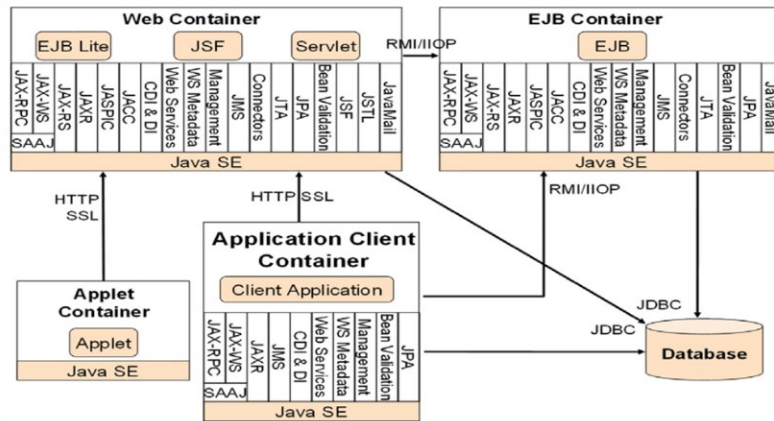 Web Container
EJB Lite
JSF
Servlet
JAX-RPC
JAX-WS
SAAJ
JAX-RS
JAXR
JASPIC
JACC
CDI & DI
Web Services
WS Metadata
Management
JMS
Connectors
JTA
JPA
Bean Validation
JSF
JSTL
JavaMail
Java SE
RMI/IIOP
EJB Container
EJB
JAX-RPC
JAX-WS
SAAJ
JAX-RS
JAXR
JASPIC
JACC
CDI & DI
Web Services
WS Metadata
Management
JMS
Connectors
JTA
Bean Validation
JPA
JavaMail
Java SE
HTTP
SSL
HTTP SSL
RMI/IIOP
Applet
Container
Applet
Java SE
Application Client
Container
Client Application
JAX-RPC
JAX-WS
SAAJ
JAXR
JMS
CDI & DI
Web Services
WS Metadata
Management
Bean Validation
JPA
Java SE
JDBC
JDBC
Database